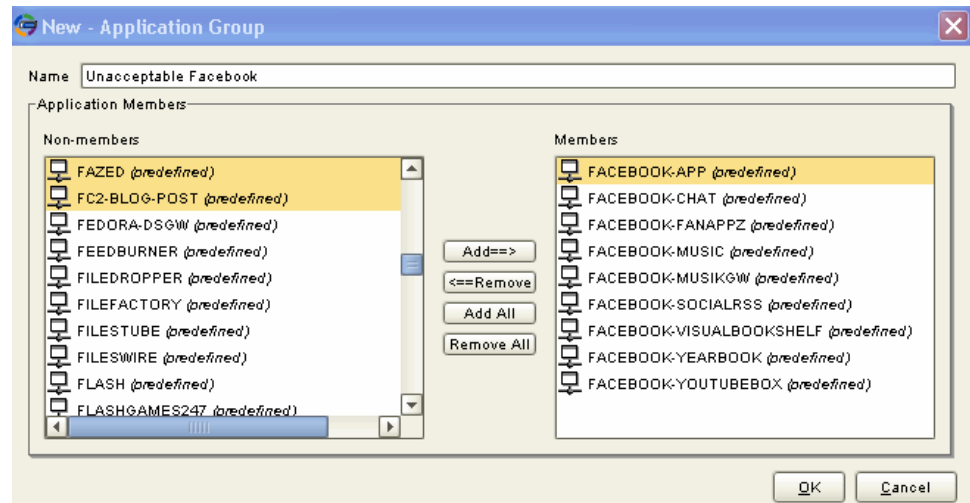 New - Application Group
Name Unacceptable Facebook
Application Members
Non-members
FAZED (predefined)
FC2-BLOG-POST (predefined)
FEDORA-DSGW (predefined)
FEEDBURNER (predefined)
FILEDROPPER (predefined)
FILEFACTORY (predefined)
FILESTUBE (predefined)
FILESWIRE (predefined)
FLASH (predefined)
FLASHGAMES247 (predefined)
Add==>
<==Remove
Add All
Remove All
Members
FACEBOOK-APP (predefined)
FACEBOOK-CHAT (predefined)
FACEBOOK-FANAPPZ (predefined)
FACEBOOK-MUSIC (predefined)
FACEBOOK-MUSIKGW (predefined)
FACEBOOK-SOCIALRSS (predefined)
FACEBOOK-VISUALBOOKSHELF (predefined)
FACEBOOK-YEARBOOK (predefined)
FACEBOOK-YOUTUBEBOX (predefined)
OK Cancel